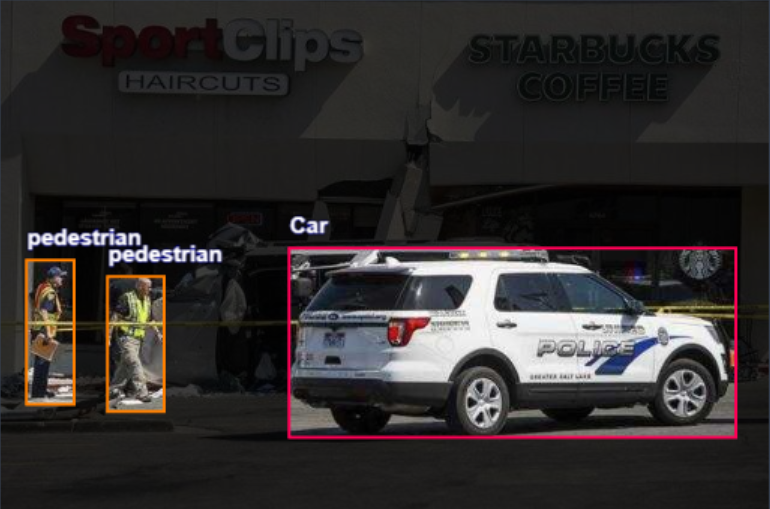 SportClips
HAIRCUTS
STARBUCKS
COFFEE
Car
pedestrian
pedestrian
POLICE
GREATER SALT LAKE